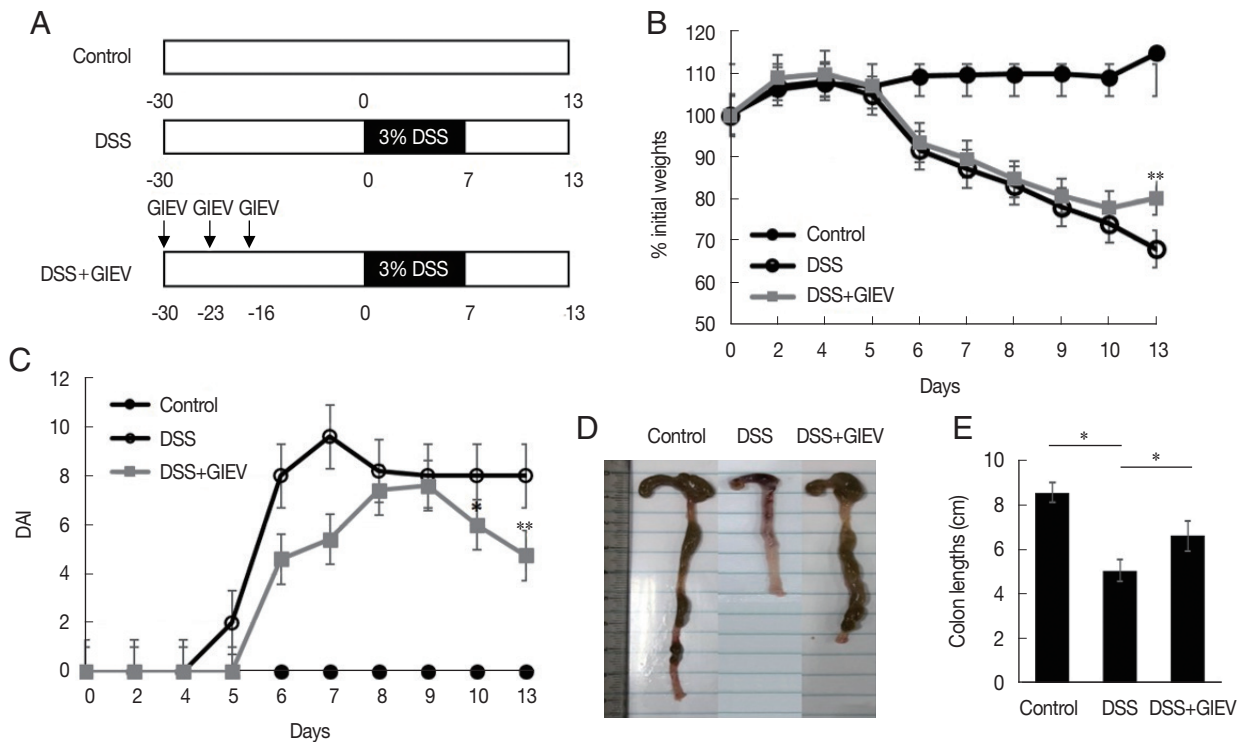 A
Control
-30 0 13
DSS
3% DSS
-30 0 7 13
GIEV GIEV GIEV
DSS+GIEV
3% DSS
-30 -23 -16 0 7 13
B
120
110
100
90
80
70
60
50
% initial weights
**
Control
DSS
DSS+GIEV
0 2 4 5 6 7 8 9 10 13
Days
C
12
10
8
6
4
2
0
DAI
Control
DSS
DSS+GIEV
*
**
0 2 4 5 6 7 8 9 10 13
Days
D
Control DSS DSS+GIEV
E
* *
10
8
6
4
2
0
Colon lengths (cm)
Control DSS DSS+GIEV